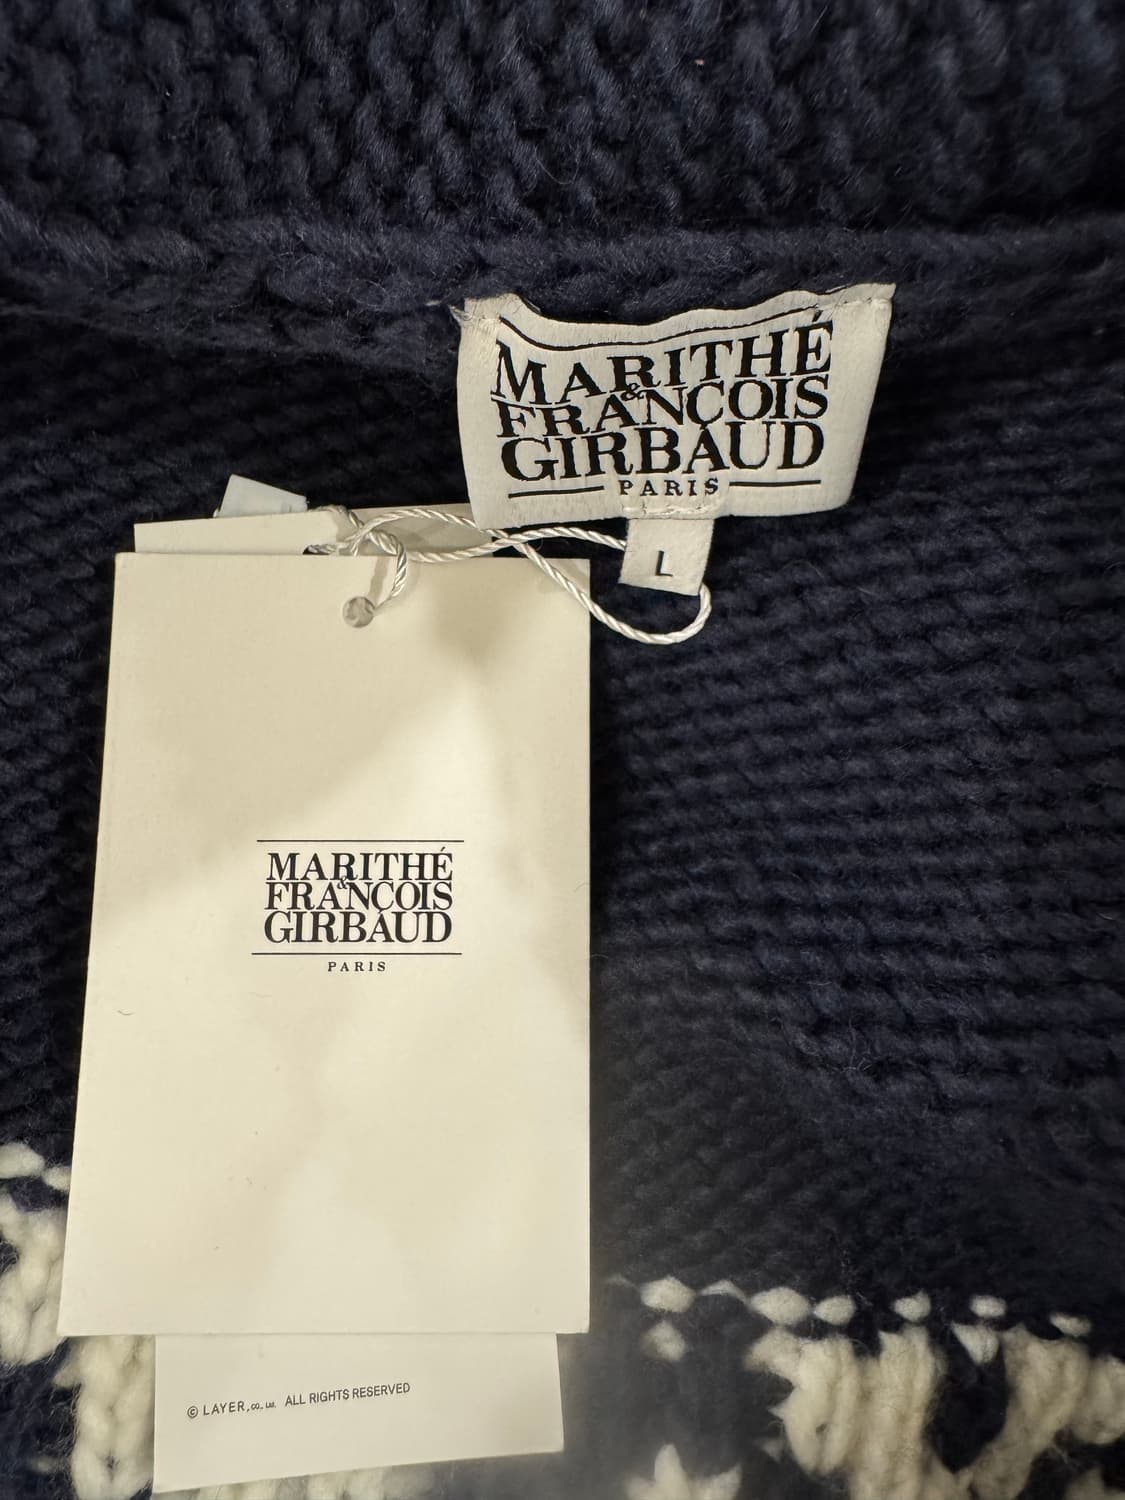 MARITHÉ
&
FRANÇOIS
GIRBAUD
PARIS
L
MARITHÉ
&
FRANÇOIS
GIRBAUD
PARIS
© LAYER, co., Ltd. ALL RIGHTS RESERVED